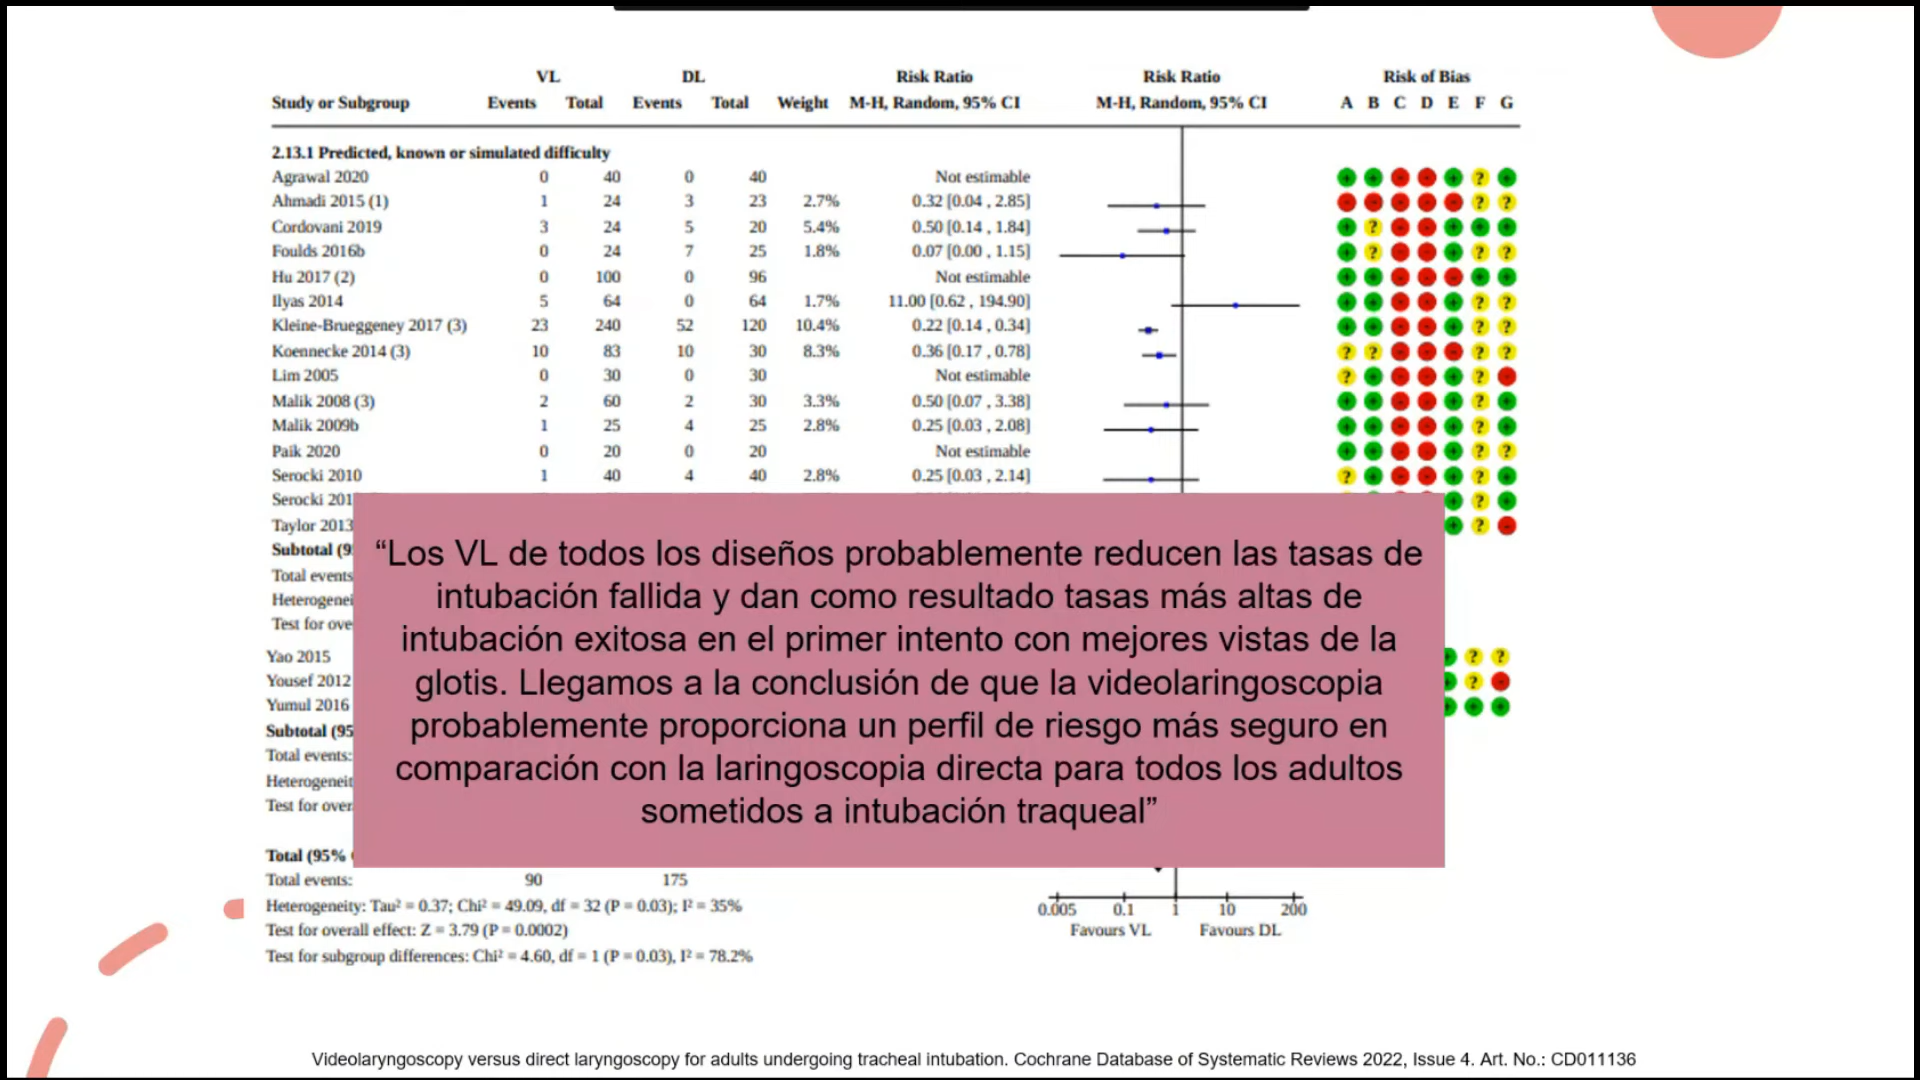 VL DL Risk Ratio Risk Ratio Risk of Bias
Study or Subgroup Events Total Events Total Weight M-H, Random, 95% CI M-H, Random, 95% CI A B C D E F G
2.13.1 Predicted, known or simulated difficulty
Agrawal 2020 0 40 0 40 Not estimable
Ahmadi 2015 (1) 1 24 3 23 2.7% 0.32 [0.04 , 2.85]
Cordovani 2019 3 24 5 20 5.4% 0.50 [0.14 , 1.84]
Foulds 2016b 0 24 7 25 1.8% 0.07 [0.00 , 1.15]
Hu 2017 (2) 0 100 0 96 Not estimable
Ilyas 2014 5 64 0 64 1.7% 11.00 [0.62 , 194.90]
Kleine-Brueggeney 2017 (3) 23 240 52 120 10.4% 0.22 [0.14 , 0.34]
Koennecke 2014 (3) 10 83 10 30 8.3% 0.36 [0.17 , 0.78]
Lim 2005 0 30 0 30 Not estimable
Malik 2008 (3) 2 60 2 30 3.3% 0.50 [0.07 , 3.38]
Malik 2009b 1 25 4 25 2.8% 0.25 [0.03 , 2.08]
Paik 2020 0 20 0 20 Not estimable
Serocki 2010 1 40 4 40 2.8% 0.25 [0.03 , 2.14]
Serocki
Taylor 2013
Subtotal
Total events
Test for
Yao 2015
Yousef 2012
Yumul 2016
Subtotal
Total events:
Test for
“Los VL de todos los diseños probablemente reducen las tasas de
intubación fallida y dan como resultado tasas más altas de
intubación exitosa en el primer intento con mejores vistas de la
glotis. Llegamos a la conclusión de que la videolaringoscopia
probablemente proporciona un perfil de riesgo más seguro en
comparación con la laringoscopia directa para todos los adultos
sometidos a intubación traqueal”
Total (95%
Total events: 90 175
Heterogeneity: Tau² = 0.37; Chi² = 49.09, df = 32 (P = 0.03); I² = 35%
Test for overall effect: Z = 3.79 (P = 0.0002)
Test for subgroup differences: Chi² = 4.60, df = 1 (P = 0.03), I² = 78.2%
0.005 0.1 1 10 200
Favours VL Favours DL
Videolaryngoscopy versus direct laryngoscopy for adults undergoing tracheal intubation. Cochrane Database of Systematic Reviews 2022, Issue 4. Art. No.: CD011136